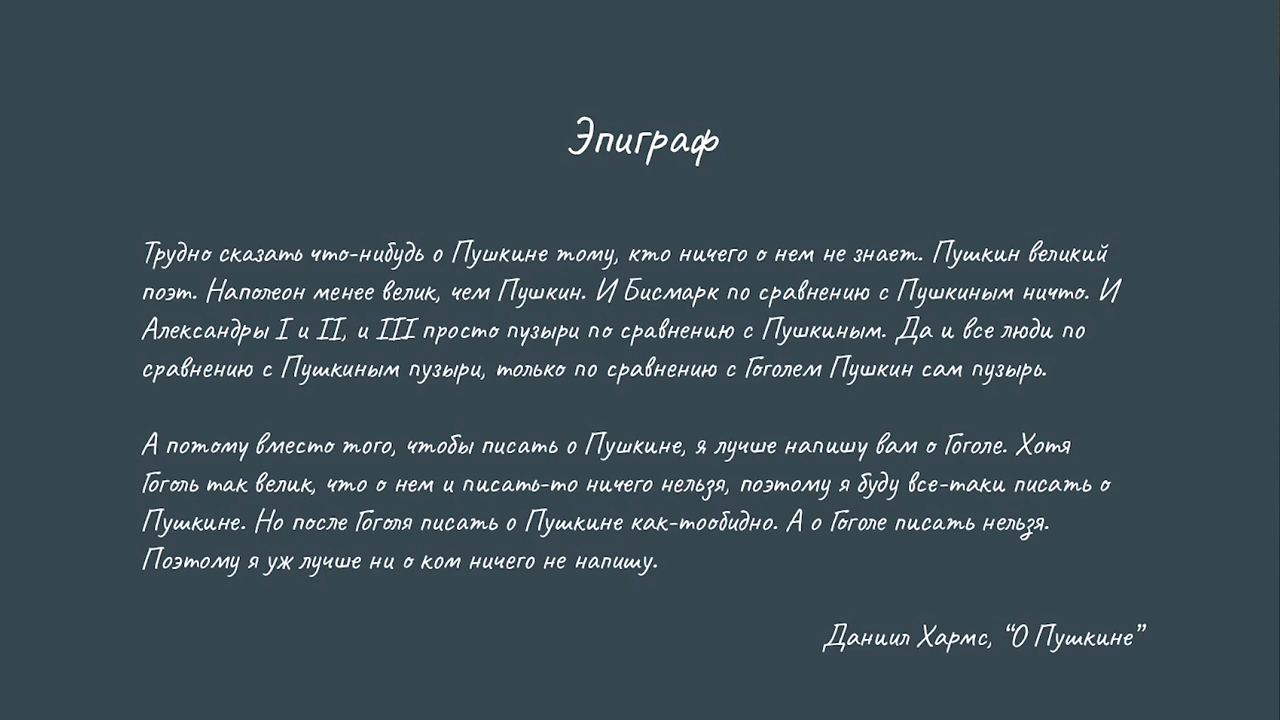 Эпиграф
Трудно сказать что-нибудь о Пушкине тому, кто ничего о нем не знает. Пушкин великий
поэт. Наполеон менее велик, чем Пушкин. И Бисмарк по сравнению с Пушкиным ничто. И
Александры I и II, и III просто пузыри по сравнению с Пушкиным. Да и все люди по
сравнению с Пушкиным пузыри, только по сравнению с Гоголем Пушкин сам пузырь.
А потому вместо того, чтобы писать о Пушкине, я лучше напишу вам о Гоголе. Хотя
Гоголь так велик, что о нем и писать-то ничего нельзя, поэтому я буду все-таки писать о
Пушкине. Но после Гоголя писать о Пушкине как-тообидно. А о Гоголе писать нельзя.
Поэтому я уж лучше ни о ком ничего не напишу.
Даниил Хармс, “О Пушкине”